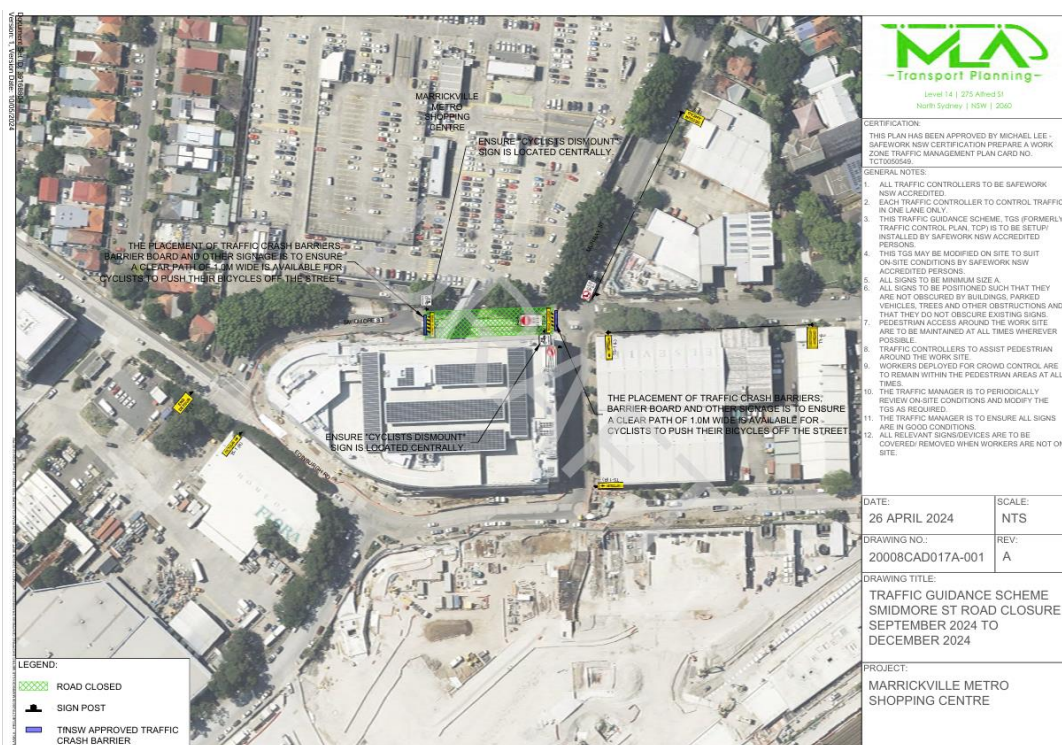 Version: 1, Version Date: 10/05/2024
MARRICKVILLE
METRO
SHOPPING
CENTRE
ENSURE "CYCLISTS DISMOUNT"
SIGN IS LOCATED CENTRALLY.
THE PLACEMENT OF TRAFFIC CRASH BARRIERS,
BARRIER BOARD AND OTHER SIGNAGE IS TO ENSURE
A CLEAR PATH OF 1.0M WIDE IS AVAILABLE FOR
CYCLISTS TO PUSH THEIR BICYCLES OFF THE STREET.
SMIDMORE ST
THE PLACEMENT OF TRAFFIC CRASH BARRIERS,
BARRIER BOARD AND OTHER SIGNAGE IS TO ENSURE
A CLEAR PATH OF 1.0M WIDE IS AVAILABLE FOR
CYCLISTS TO PUSH THEIR BICYCLES OFF THE STREET.
ENSURE "CYCLISTS DISMOUNT"
SIGN IS LOCATED CENTRALLY.
EDINBURGH RD
FLORA
LEGEND:
ROAD CLOSED
SIGN POST
TfNSW APPROVED TRAFFIC
CRASH BARRIER
MLA
Transport Planning
Level 14 | 275 Alfred St
North Sydney | NSW | 2060
CERTIFICATION:
THIS PLAN HAS BEEN APPROVED BY MICHAEL LEE -
SAFEWORK NSW CERTIFICATION PREPARE A WORK
ZONE TRAFFIC MANAGEMENT PLAN CARD NO.
TCT0050549.
GENERAL NOTES:
1. ALL TRAFFIC CONTROLLERS TO BE SAFEWORK
NSW ACCREDITED.
2. EACH TRAFFIC CONTROLLER TO CONTROL TRAFFIC
IN ONE LANE ONLY.
3. THIS TRAFFIC GUIDANCE SCHEME, TGS (FORMERLY
TRAFFIC CONTROL PLAN, TCP) IS TO BE SETUP/
INSTALLED BY SAFEWORK NSW ACCREDITED
PERSONS.
4. THIS TGS MAY BE MODIFIED ON SITE TO SUIT
ON-SITE CONDITIONS BY SAFEWORK NSW
ACCREDITED PERSONS.
5. ALL SIGNS TO BE MINIMUM SIZE A.
6. ALL SIGNS TO BE POSITIONED SUCH THAT THEY
ARE NOT OBSCURED BY BUILDINGS, PARKED
VEHICLES, TREES AND OTHER OBSTRUCTIONS AND
THAT THEY DO NOT OBSCURE EXISTING SIGNS.
7. PEDESTRIAN ACCESS AROUND THE WORK SITE
ARE TO BE MAINTAINED AT ALL TIMES WHEREVER
POSSIBLE.
8. TRAFFIC CONTROLLERS TO ASSIST PEDESTRIAN
AROUND THE WORK SITE.
9. WORKERS DEPLOYED FOR CROWD CONTROL ARE
TO REMAIN WITHIN THE PEDESTRIAN AREAS AT ALL
TIMES.
10. THE TRAFFIC MANAGER IS TO PERIODICALLY
REVIEW ON-SITE CONDITIONS AND MODIFY THE
TGS AS REQUIRED.
11. THE TRAFFIC MANAGER IS TO ENSURE ALL SIGNS
ARE IN GOOD CONDITIONS.
12. ALL RELEVANT SIGNS/DEVICES ARE TO BE
COVERED/ REMOVED WHEN WORKERS ARE NOT ON
SITE.
DATE:
26 APRIL 2024
SCALE:
NTS
DRAWING NO.:
20008CAD017A-001
REV:
A
DRAWING TITLE:
TRAFFIC GUIDANCE SCHEME
SMIDMORE ST ROAD CLOSURE
SEPTEMBER 2024 TO
DECEMBER 2024
PROJECT:
MARRICKVILLE METRO
SHOPPING CENTRE